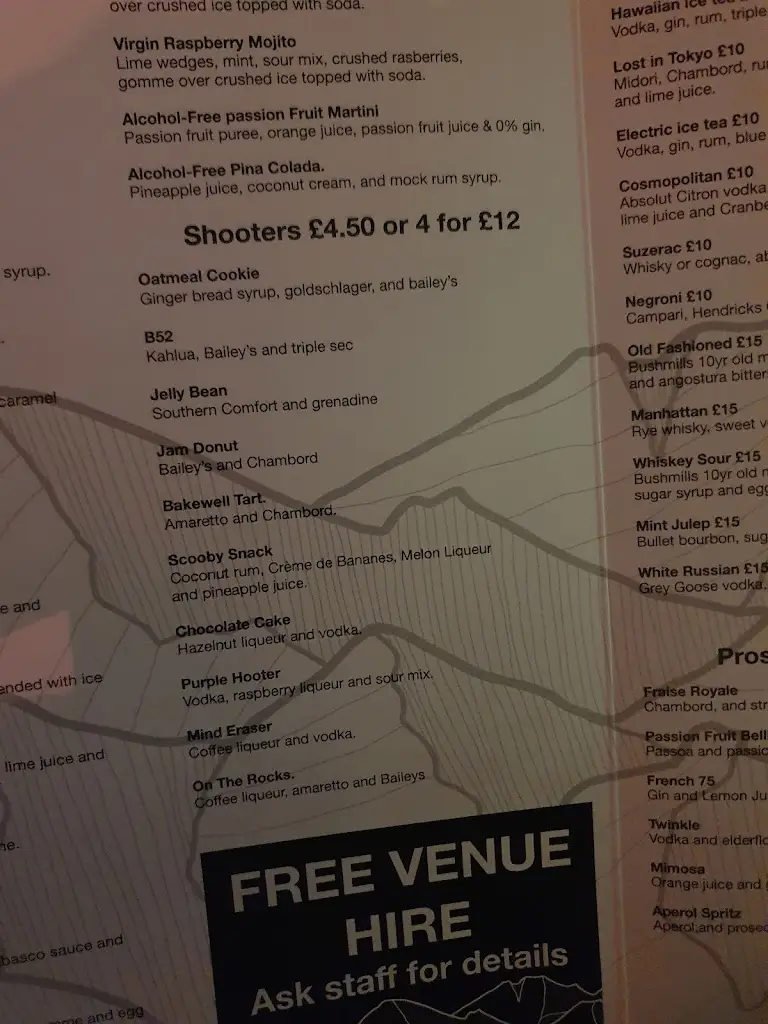 over crushed ice topped with soda.
Virgin Raspberry Mojito
Lime wedges, mint, sour mix, crushed rasberries,
gomme over crushed ice topped with soda.
Alcohol-Free passion Fruit Martini
Passion fruit puree, orange juice, passion fruit juice & 0% gin.
Alcohol-Free Pina Colada.
Pineapple juice, coconut cream, and mock rum syrup.
Shooters £4.50 or 4 for £12
Oatmeal Cookie
Ginger bread syrup, goldschlager, and bailey's
B52
Kahlua, Bailey's and triple sec
Jelly Bean
Southern Comfort and grenadine
Jam Donut
Bailey's and Chambord
Bakewell Tart.
Amaretto and Chambord.
Scooby Snack
Coconut rum, Crème de Bananes, Melon Liqueur
and pineapple juice.
Chocolate Cake
Hazelnut liqueur and vodka.
Purple Hooter
Vodka, raspberry liqueur and sour mix.
Mind Eraser
Coffee liqueur and vodka.
On The Rocks.
Coffee liqueur, amaretto and Baileys
FREE VENUE
HIRE
Ask staff for details
syrup.
caramel
and
with ice
lime juice and
sauce and
and egg
Hawaiian ice
Vodka, gin, rum, triple
Lost in Tokyo £10
Midori, Chambord,
and lime juice.
Electric ice tea £10
Vodka, gin, rum, blue
Cosmopolitan £10
Absolut Citron vodka
lime juice and
Suzerac £10
Whisky or cognac,
Negroni £10
Campari, Hendricks
Old Fashioned £15
Bushmills 10yr old
and angostura
Manhattan £15
Rye whisky, sweet
Whiskey Sour £15
Bushmills 10yr old
sugar syrup and
Mint Julep £15
Bullet bourbon,
White Russian £15
Grey Goose vodka.
Fraise Royale
Chambord, and
Passion Fruit
Passoa and
French 75
Gin and Lemon
Twinkle
Vodka and
Mimosa
Orange juice and
Aperol Spritz
Aperol and